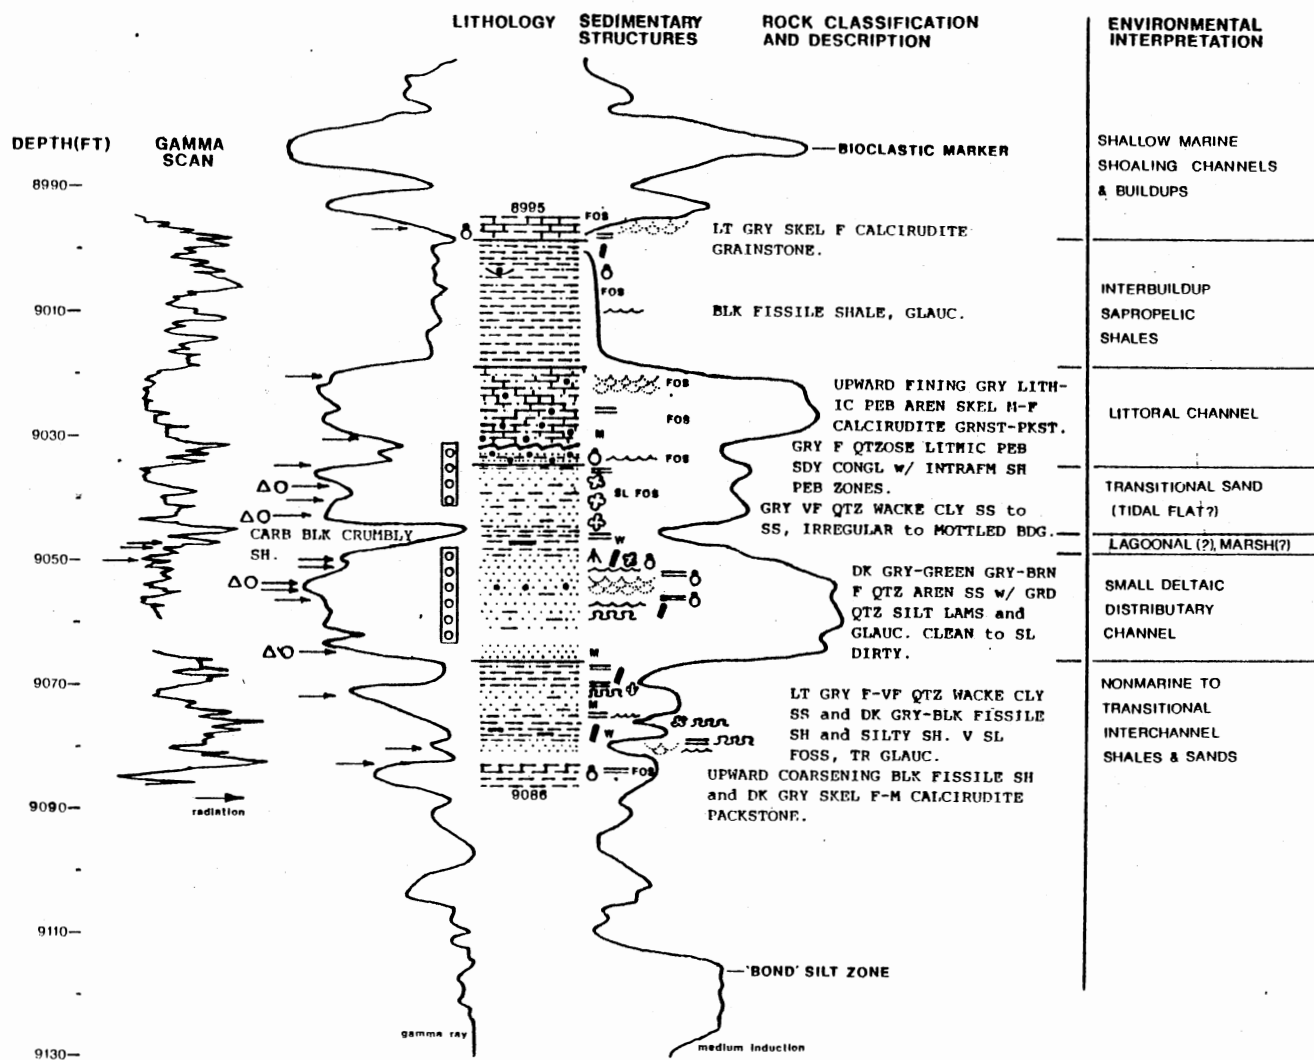 LITHOLOGY
SEDIMENTARY
STRUCTURES
ROCK CLASSIFICATION
AND DESCRIPTION
ENVIRONMENTAL
INTERPRETATION
DEPTH(FT)
GAMMA
SCAN
BIOCLASTIC MARKER
SHALLOW MARINE
SHOALING CHANNELS
& BUILDUPS
8990
8995
FOS
LT GRY SKEL F CALCIRUDITE
GRAINSTONE.
FOS
INTERBUILDUP
SAPROPELIC
SHALES
9010
BLK FISSILE SHALE, GLAUC.
FOS
UPWARD FINING GRY LITH-
IC PEB AREN SKEL M-F
CALCIRUDITE GRNST-PKST.
LITTORAL CHANNEL
FOS
9030
M
GRY F QTZOSE LITHIC PEB
SDY CONGL w/ INTRAFM SH
PEB ZONES.
FOS
TRANSITIONAL SAND
(TIDAL FLAT?)
SL FOS
GRY VF QTZ WACKE CLY SS to
SS, IRREGULAR to MOTTLED BDG.
CARB BLK CRUMBLY
SH.
W
LAGOONAL (?), MARSH(?)
9050
DK GRY-GREEN GRY-BRN
F QTZ AREN SS w/ GRD
QTZ SILT LAMS and
GLAUC. CLEAN to SL
DIRTY.
SMALL DELTAIC
DISTRIBUTARY
CHANNEL
M
9070
M
W
LT GRY F-VF QTZ WACKE CLY
SS and DK GRY-BLK FISSILE
SH and SILTY SH. V SL
FOSS, TR GLAUC.
NONMARINE TO
TRANSITIONAL
INTERCHANNEL
SHALES & SANDS
FOS
UPWARD COARSENING BLK FISSILE SH
and DK GRY SKEL F-M CALCIRUDITE
PACKSTONE.
9086
9090
radiation
9110
'BOND' SILT ZONE
gamma ray
medium induction
9130